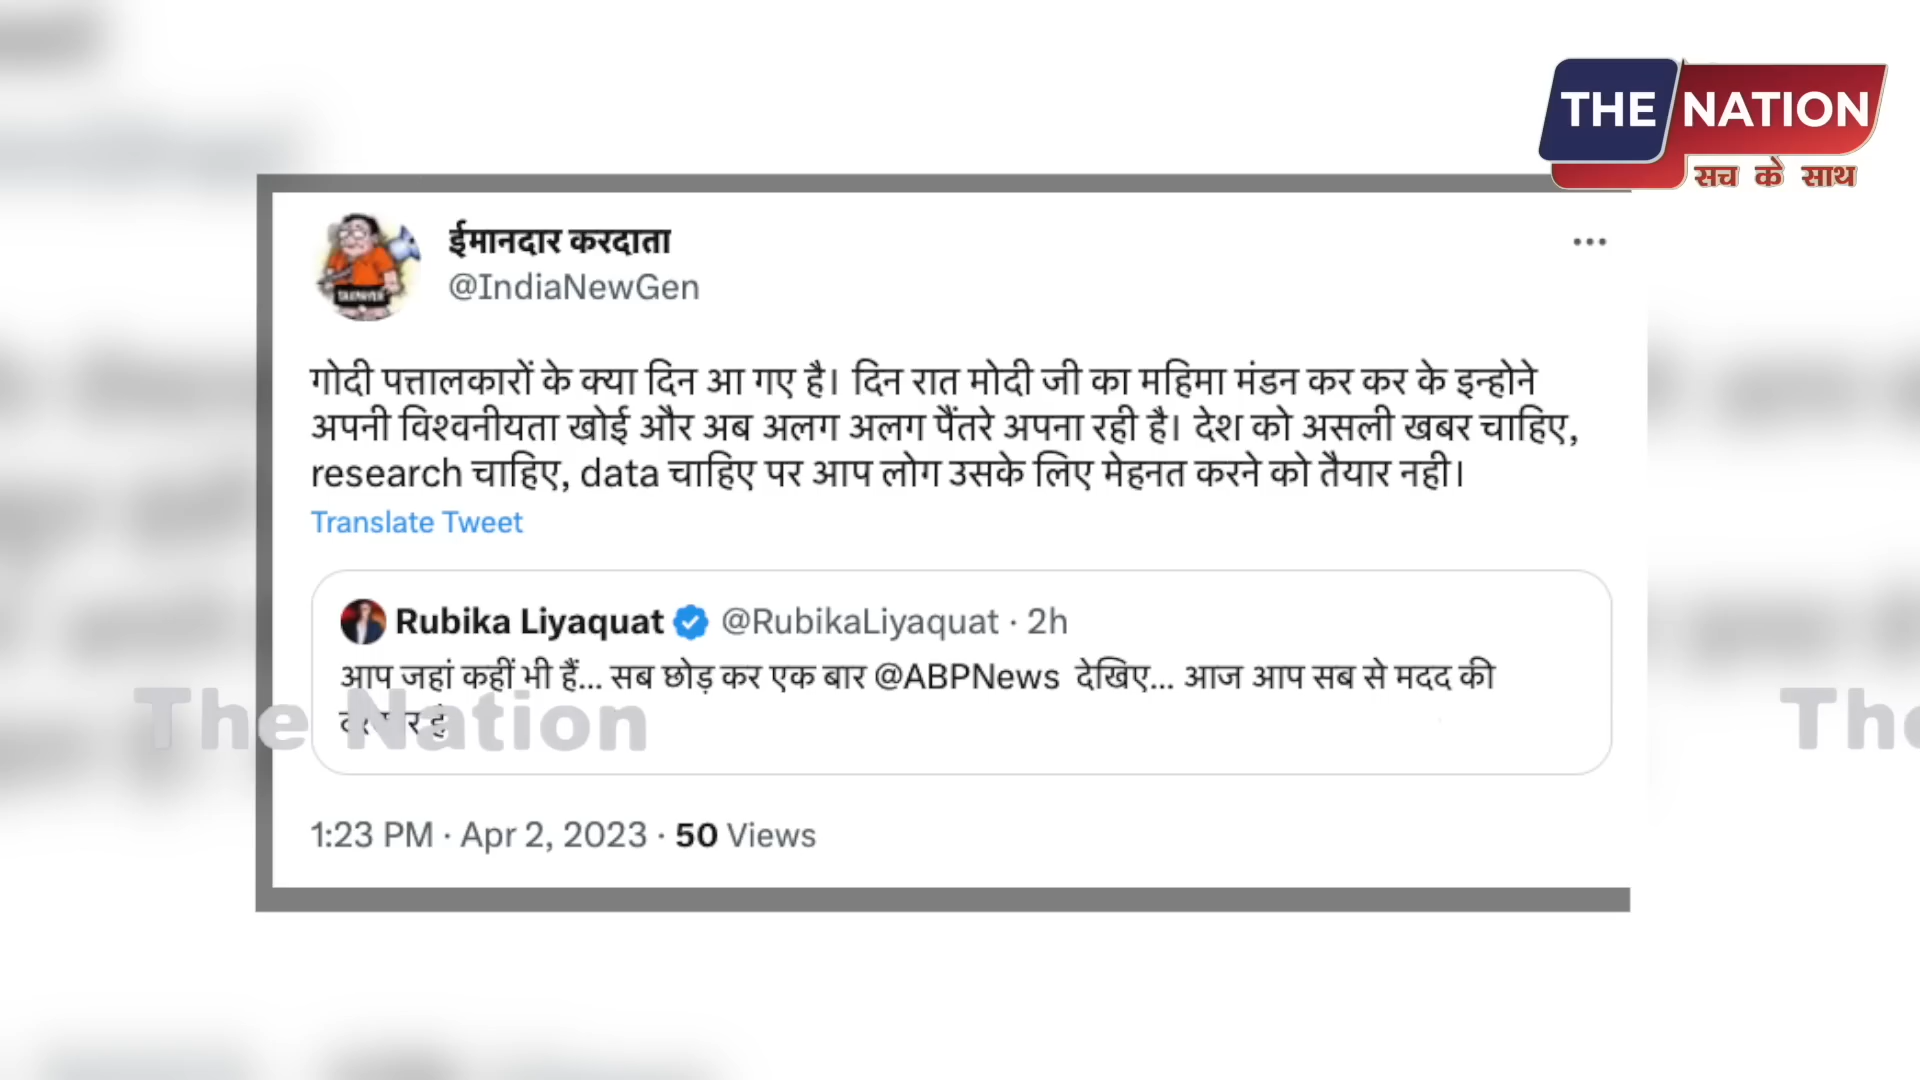 THE NATION
सच के साथ
ईमानदार करदाता
@IndiaNewGen
गोदी पत्तालकारों के क्या दिन आ गए है। दिन रात मोदी जी का महिमा मंडन कर कर के इन्होने
अपनी विश्वनीयता खोई और अब अलग अलग पैंतरे अपना रही है। देश को असली खबर चाहिए,
research चाहिए, data चाहिए पर आप लोग उसके लिए मेहनत करने को तैयार नही।
Translate Tweet
Rubika Liyaquat @RubikaLiyaquat · 2h
आप जहां कहीं भी हैं... सब छोड़ कर एक बार @ABPNews देखिए... आज आप सब से मदद की
The Nation
1:23 PM · Apr 2, 2023 · 50 Views